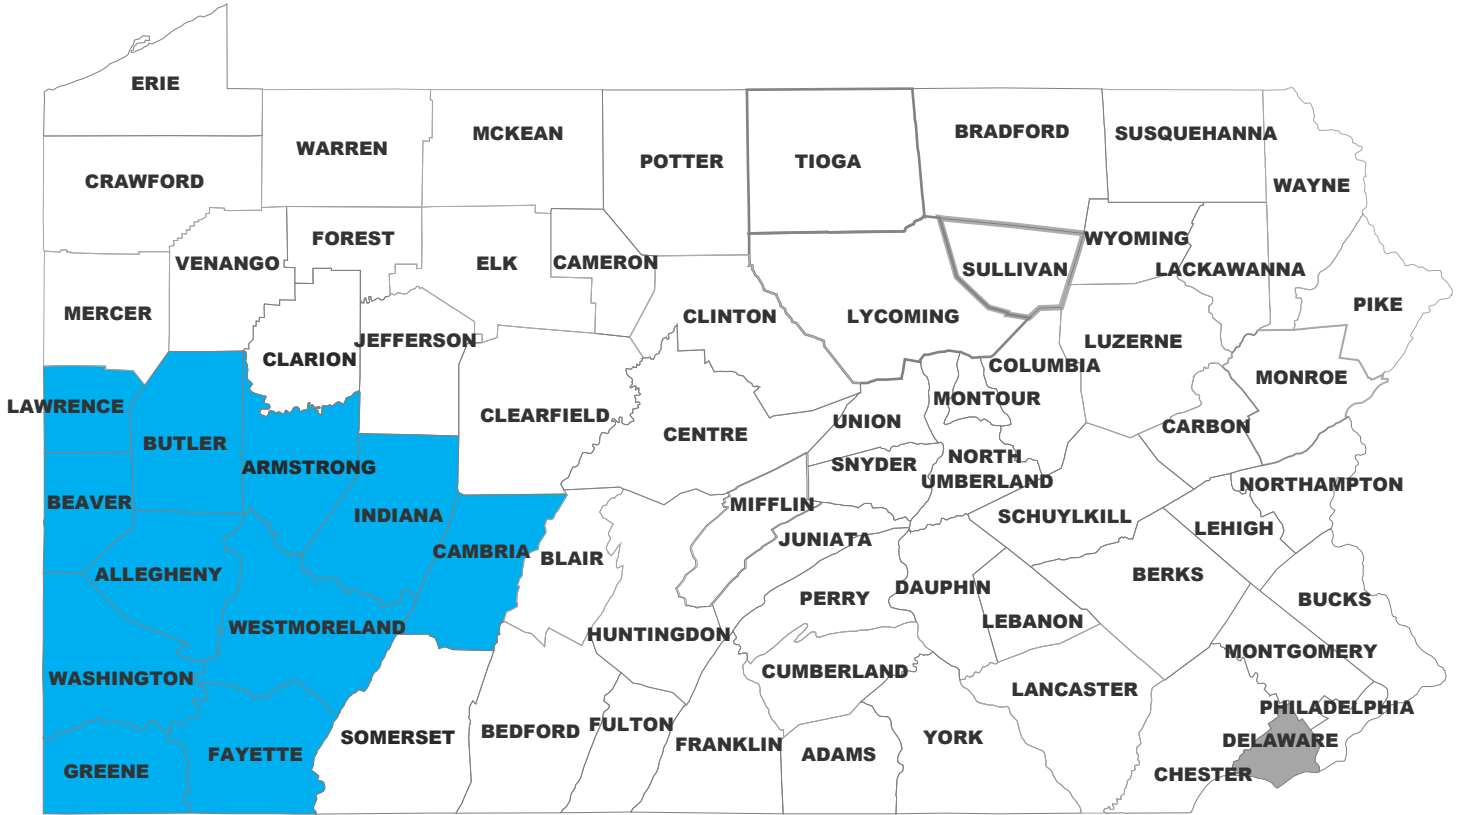 ERIE
WARREN
MCKEAN
POTTER
TIOGA
BRADFORD
SUSQUEHANNA
CRAWFORD
WAYNE
FOREST
VENANGO
ELK
CAMERON
SULLIVAN
WYOMING
LACKAWANNA
MERCER
CLINTON
LYCOMING
PIKE
JEFFERSON
CLARION
LUZERNE
COLUMBIA
MONROE
LAWRENCE
CLEARFIELD
MONTOUR
UNION
CARBON
BUTLER
CENTRE
ARMSTRONG
SNYDER
NORTH
UMBERLAND
NORTHAMPTON
BEAVER
MIFFLIN
INDIANA
SCHUYLKILL
LEHIGH
CAMBRIA
BLAIR
JUNIATA
ALLEGHENY
DAUPHIN
BERKS
PERRY
BUCKS
WESTMORELAND
HUNTINGDON
LEBANON
MONTGOMERY
WASHINGTON
CUMBERLAND
LANCASTER
PHILADELPHIA
SOMERSET
BEDFORD
FULTON
FRANKLIN
YORK
DELAWARE
FAYETTE
ADAMS
GREENE
CHESTER